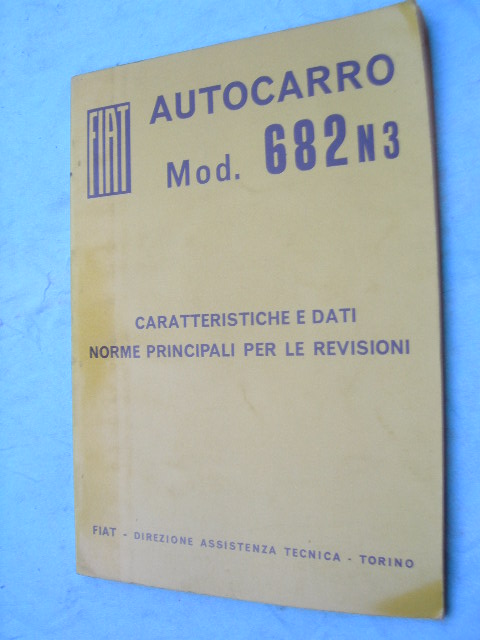 FIAT
AUTOCARRO
Mod. 682N3
CARATTERISTICHE E DATI
NORME PRINCIPALI PER LE REVISIONI
FIAT - DIREZIONE ASSISTENZA TECNICA - TORINO